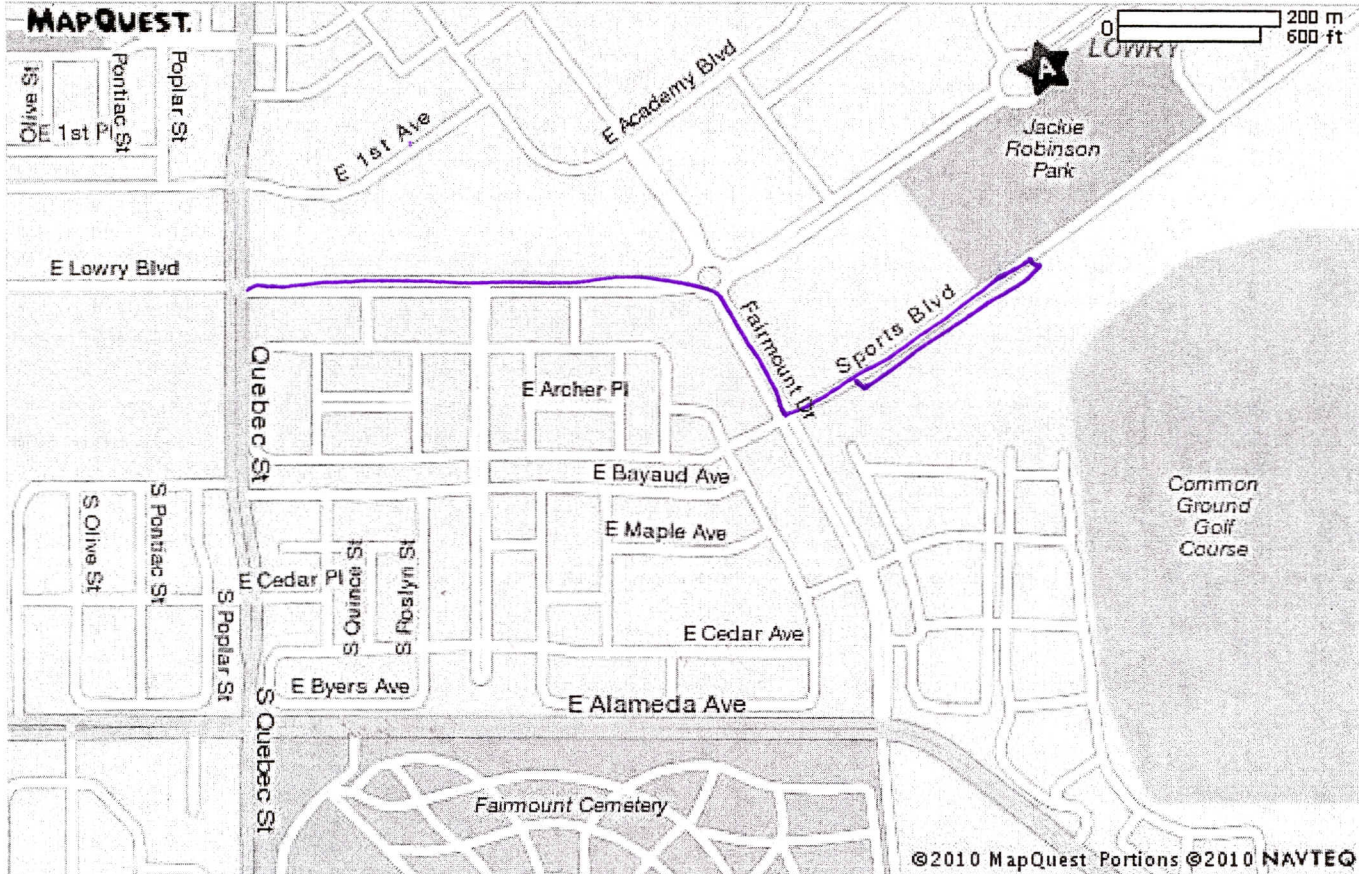 MAPQUEST.
0
200 m
600 ft
LOWRY
A
Olive St
Pontiac St
Poplar St
E 1st Pl
E 1st Ave
E Academy Blvd
Jackie
Robinson
Park
E Lowry Blvd
Quebec St
Fairmount Dr
Sports Blvd
E Archer Pl
E Bayaud Ave
E Maple Ave
S Olive St
S Pontiac St
S Poplar St
E Cedar Pl
S Quince St
S Roslyn St
Common
Ground
Golf
Course
E Cedar Ave
E Byers Ave
E Alameda Ave
S Quebec St
Fairmount Cemetery
©2010 MapQuest Portions ©2010 NAVTEQ